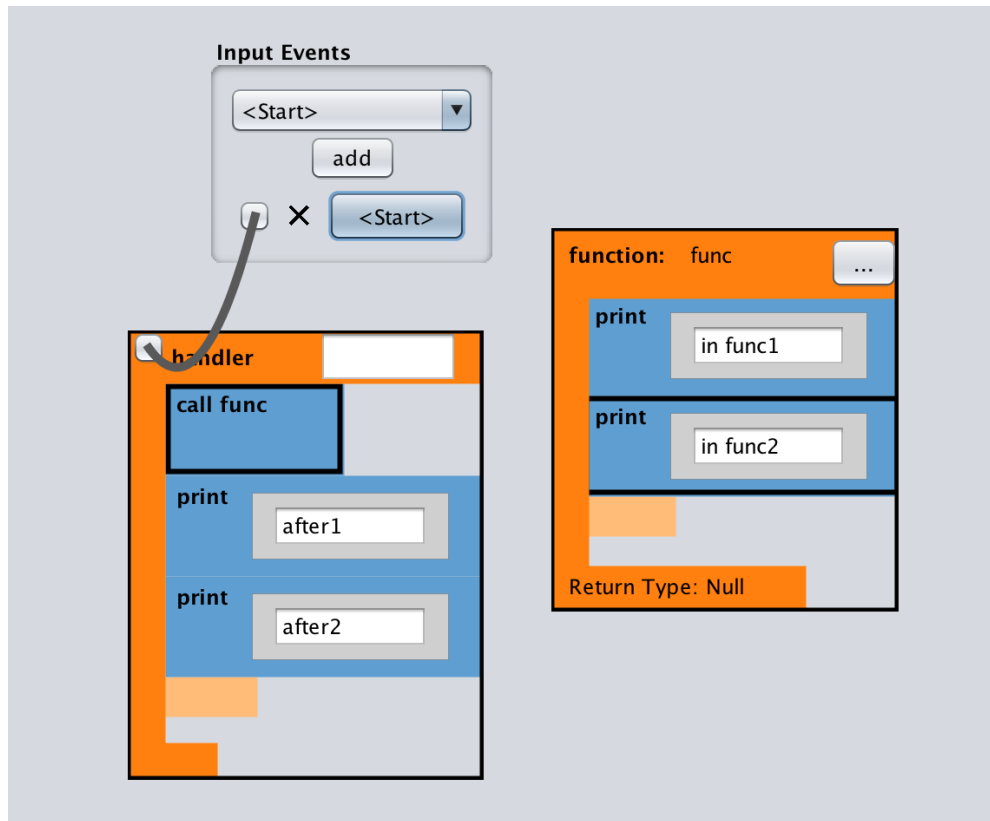 Input Events
<Start>
add
<Start>
handler
call func
print
after1
print
after2
function: func
...
print
in func1
print
in func2
Return Type: Null